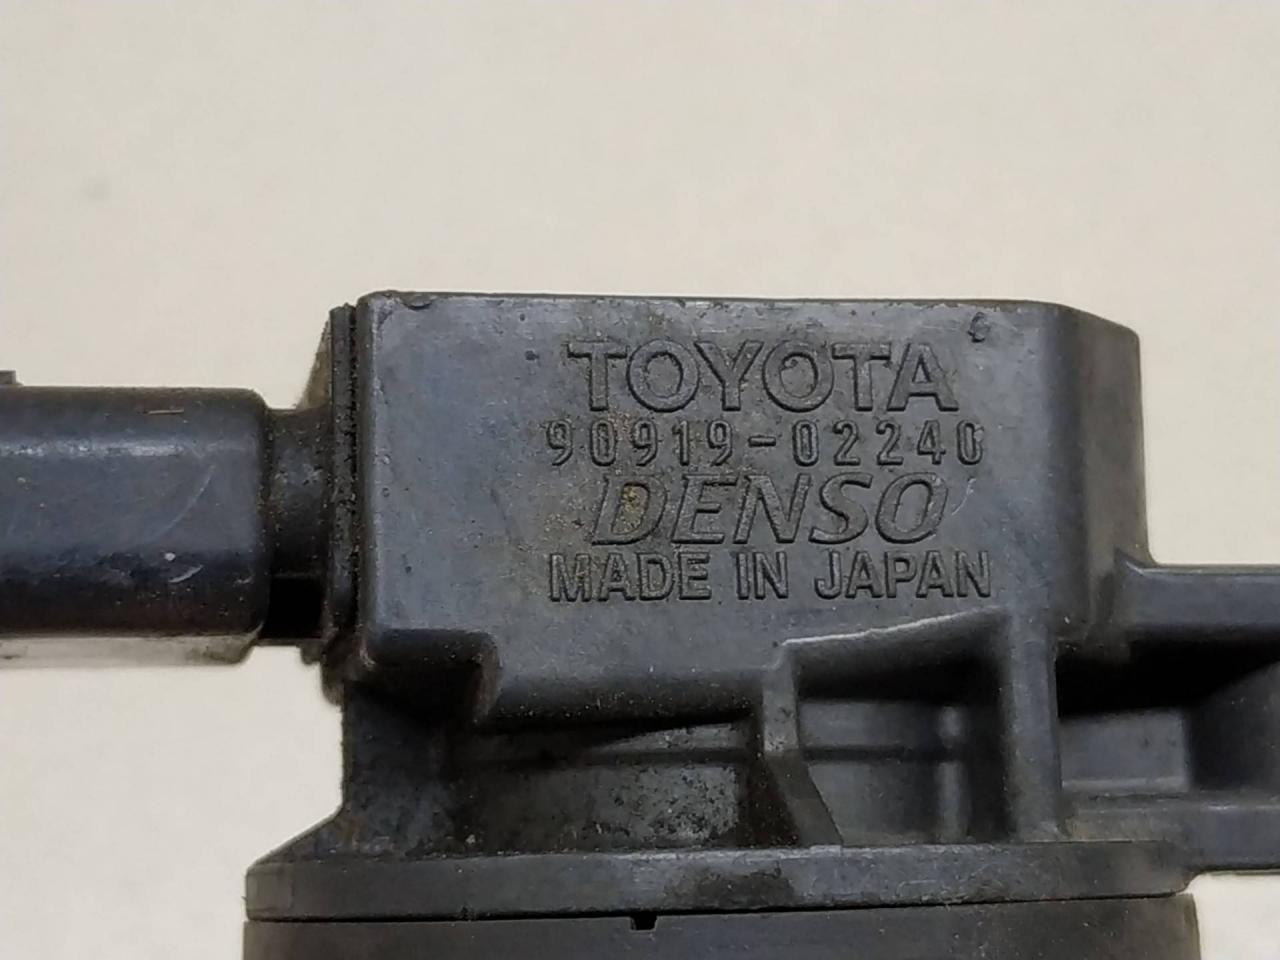 TOYOTA
90919-02240
DENSO
MADE IN JAPAN